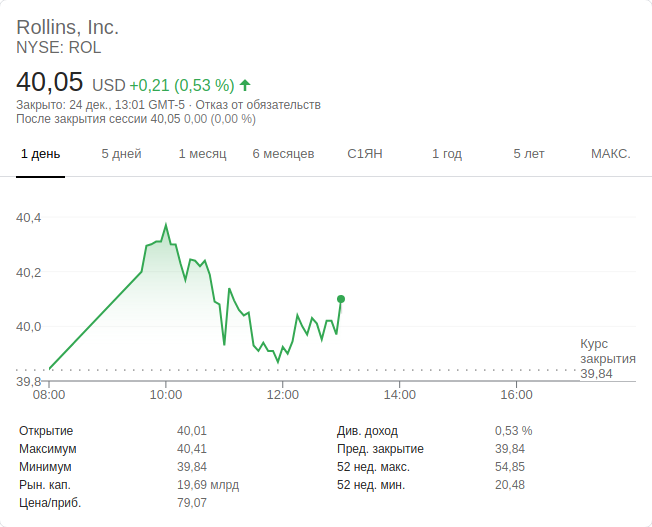 Rollins, Inc.
NYSE: ROL
40,05 USD +0,21 (0,53 %)
Закрыто: 24 дек., 13:01 GMT-5 · Отказ от обязательств
После закрытия сессии 40,05 0,00 (0,00 %)
1 день 5 дней 1 месяц 6 месяцев С1ЯН 1 год 5 лет МАКС.
40,4
40,2
40,0
39,8
Курс
закрытия
39,84
08:00 10:00 12:00 14:00 16:00
Открытие 40,01 Див. доход 0,53 %
Максимум 40,41 Пред. закрытие 39,84
Минимум 39,84 52 нед. макс. 54,85
Рын. кап. 19,69 млрд 52 нед. мин. 20,48
Цена/приб. 79,07